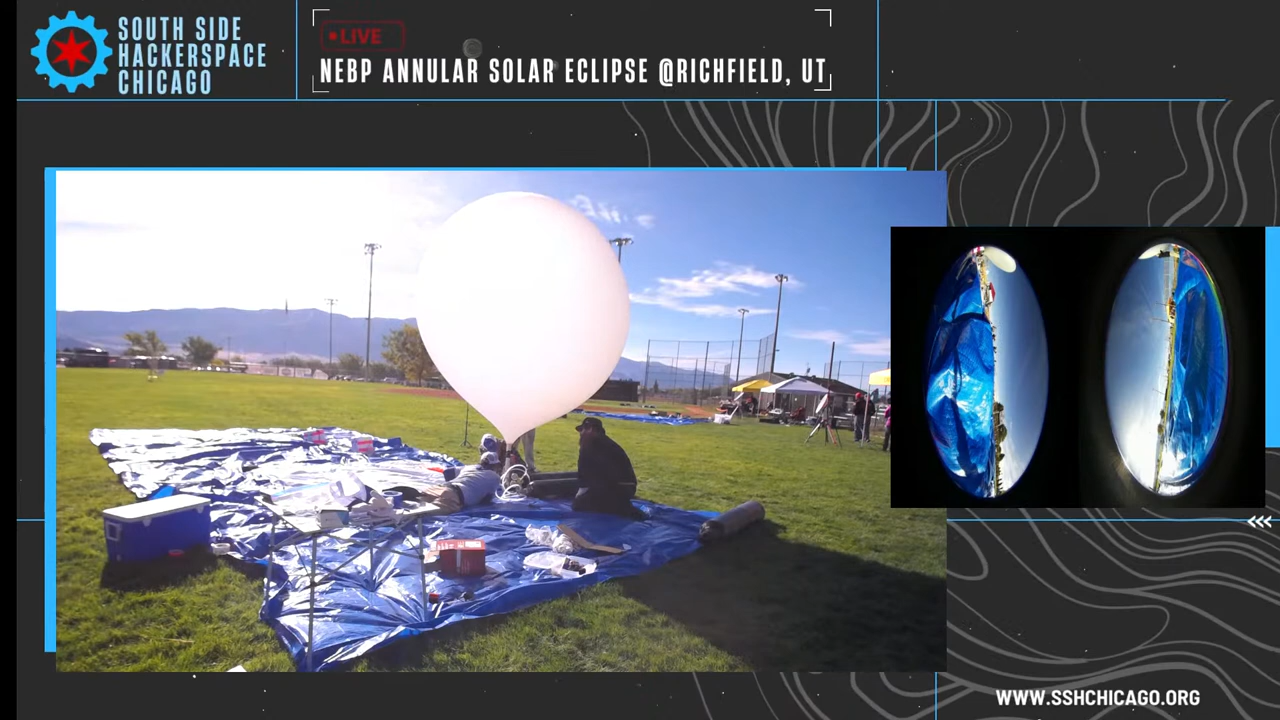 SOUTH SIDE
HACKERSPACE
CHICAGO
LIVE
NEBP ANNULAR SOLAR ECLIPSE @RICHFIELD, UT
WWW.SSHCHICAGO.ORG